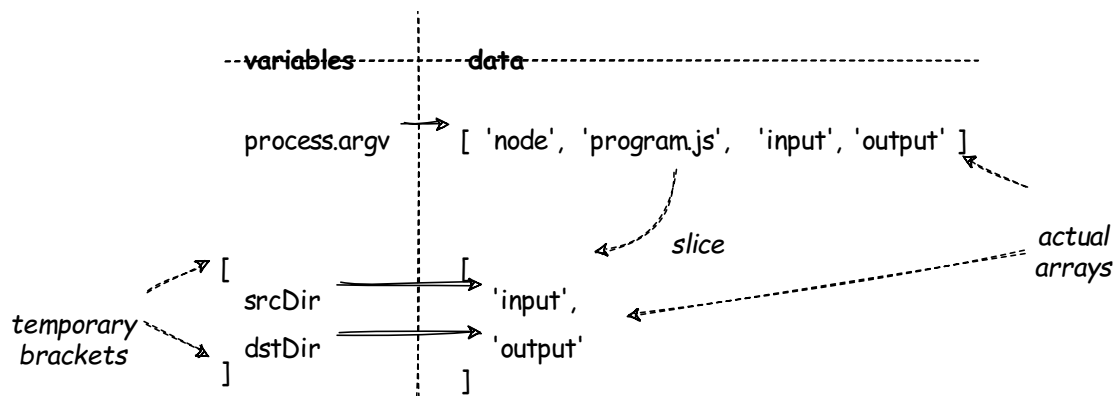 variables data
process.argv [ 'node', 'program.js', 'input', 'output' ]
slice
actual
arrays
[ [
srcDir 'input',
temporary
brackets
dstDir 'output'
] ]